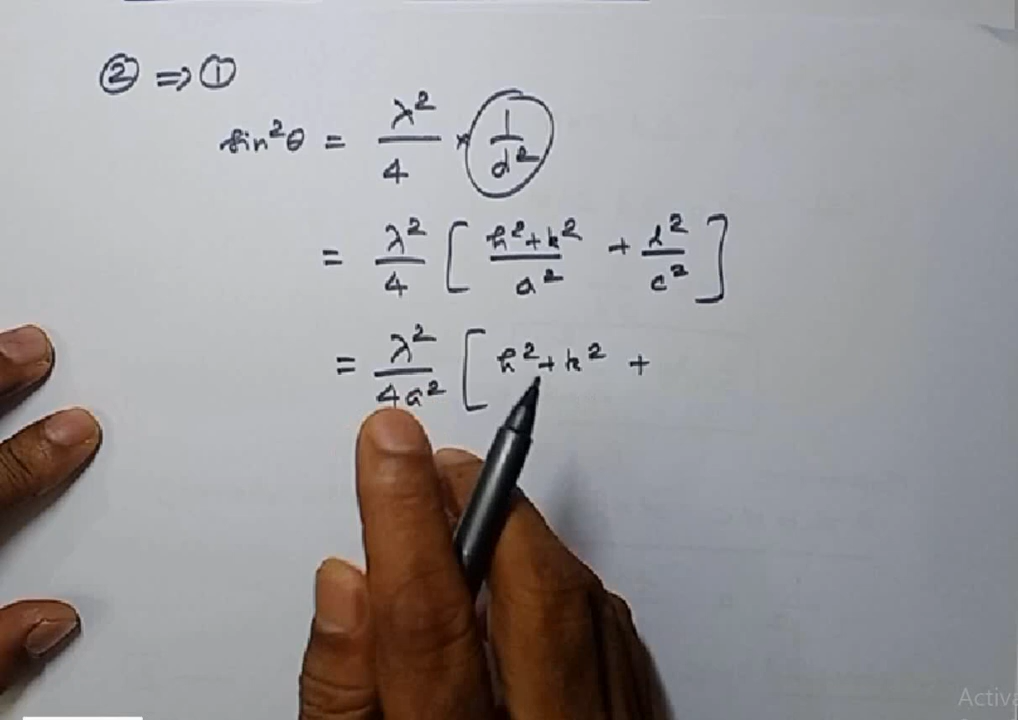 ② ⇒ ①
sin²θ = λ²/4 × 1/d²
= λ²/4 [ h²+k²/a² + l²/c² ]
= λ²/4a² [ h²+k² +
Activa